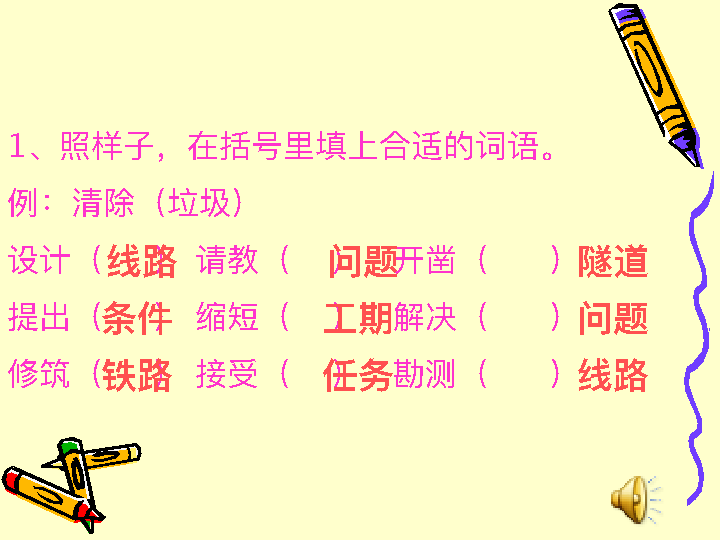 1、照样子，在括号里填上合适的词语。
例：清除（垃圾）
设计（线路）请教（问题）开凿（　）隧道
提出（条件）缩短（工期）解决（　）问题
修筑（铁路）接受（任务）勘测（　）线路